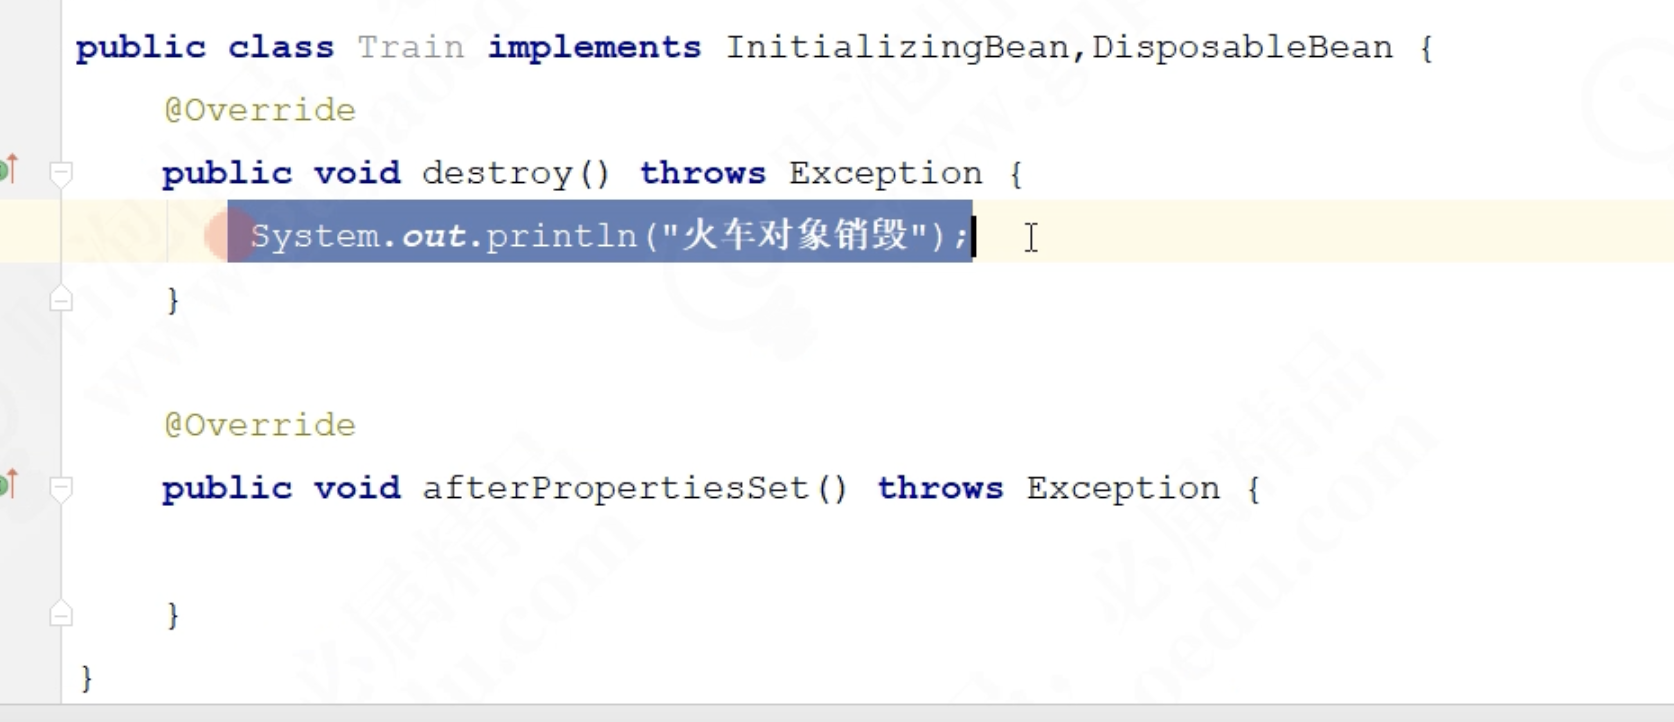 public class Train implements InitializingBean,DisposableBean {
@Override
public void destroy() throws Exception {
System.out.println("火车对象销毁");
}
@Override
public void afterPropertiesSet() throws Exception {
}
}